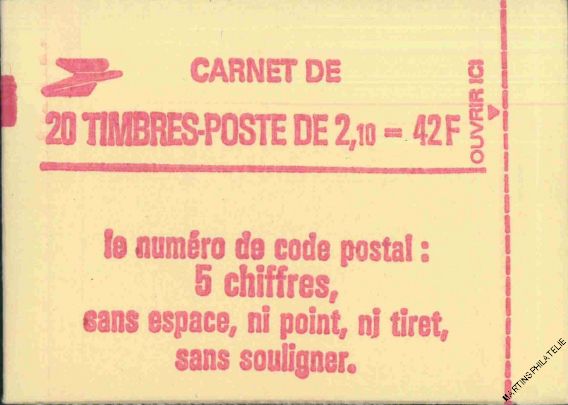 CARNET DE
20 TIMBRES-POSTE DE 2,10 = 42F
OUVRIR ICI
le numéro de code postal :
5 chiffres,
sans espace, ni point, ni tiret,
sans souligner.
MARTINS PHILATELIE